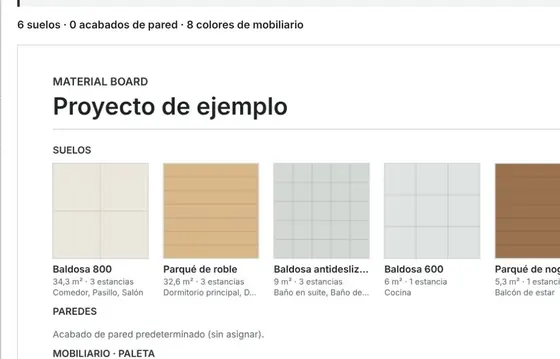 6 suelos · 0 acabados de pared · 8 colores de mobiliario
MATERIAL BOARD
Proyecto de ejemplo
SUELOS
Baldosa 800
34,3 m² · 3 estancias
Comedor, Pasillo, Salón
Parqué de roble
32,6 m² · 3 estancias
Dormitorio principal, D...
Baldosa antidesliz...
9 m² · 3 estancias
Baño en suite, Baño de...
Baldosa 600
6 m² · 1 estancia
Cocina
Parqué de nog
5,3 m² · 1 estanci
Balcón de estar
PAREDES
Acabado de pared predeterminado (sin asignar).
MOBILIARIO · PALETA